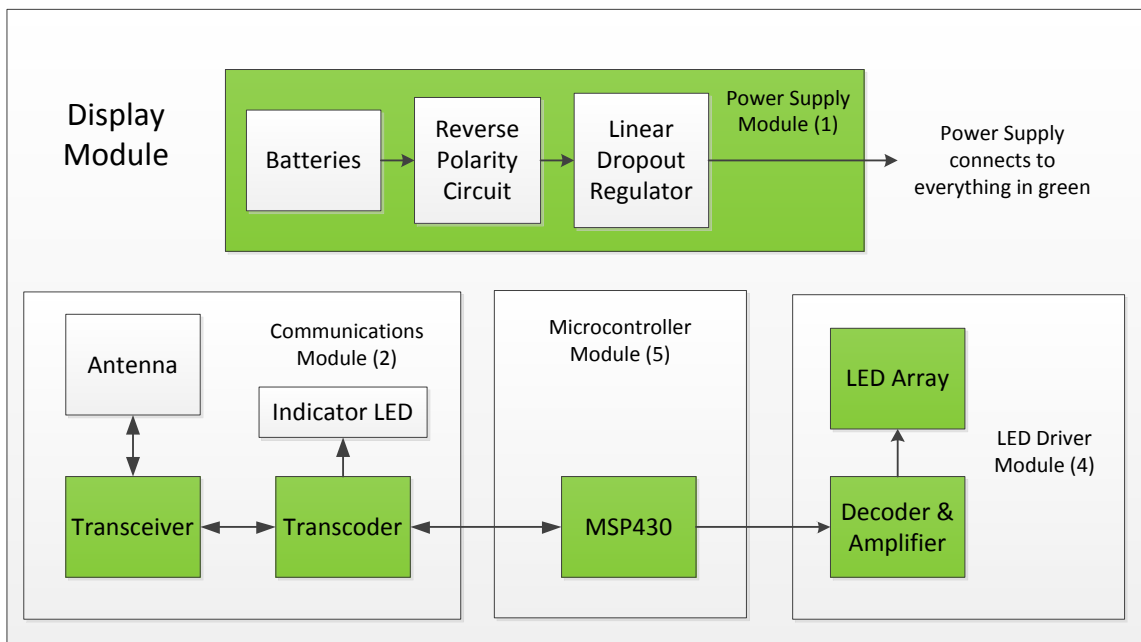 Display
Module
Batteries
Reverse
Polarity
Circuit
Linear
Dropout
Regulator
Power Supply
Module (1)
Power Supply
connects to
everything in green
Antenna
Communications
Module (2)
Indicator LED
Transceiver
Transcoder
Microcontroller
Module (5)
MSP430
LED Array
LED Driver
Module (4)
Decoder &
Amplifier